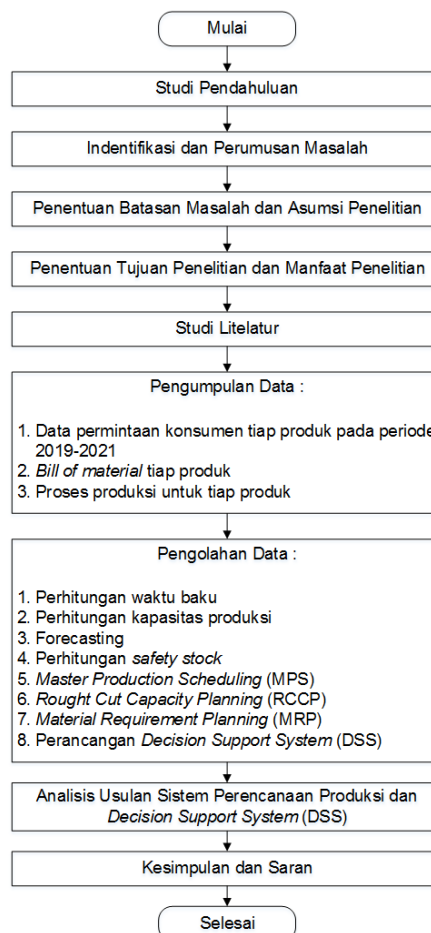 Mulai
Studi Pendahuluan
Indentifikasi dan Perumusan Masalah
Penentuan Batasan Masalah dan Asumsi Penelitian
Penentuan Tujuan Penelitian dan Manfaat Penelitian
Studi Litelatur
Pengumpulan Data :
1. Data permintaan konsumen tiap produk pada periode
2019-2021
2. Bill of material tiap produk
3. Proses produksi untuk tiap produk
Pengolahan Data :
1. Perhitungan waktu baku
2. Perhitungan kapasitas produksi
3. Forecasting
4. Perhitungan safety stock
5. Master Production Scheduling (MPS)
6. Rought Cut Capacity Planning (RCCP)
7. Material Requirement Planning (MRP)
8. Perancangan Decision Support System (DSS)
Analisis Usulan Sistem Perencanaan Produksi dan
Decision Support System (DSS)
Kesimpulan dan Saran
Selesai